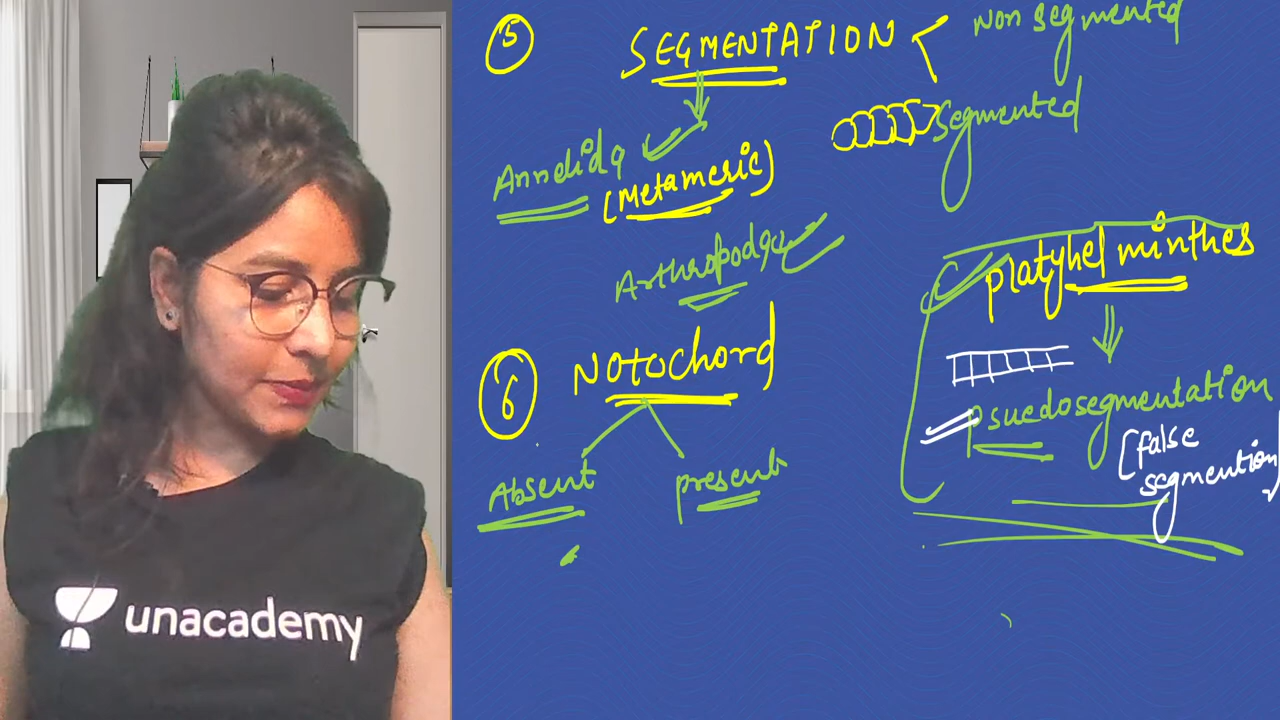 5 SEGMENTATION
Non segmented
Segmented
Annelida
(Metameric)
Arthropoda
platyhelminthes
psuedosegmentation
[false
segmention]
6 Notochord
Absent
present
unacademy